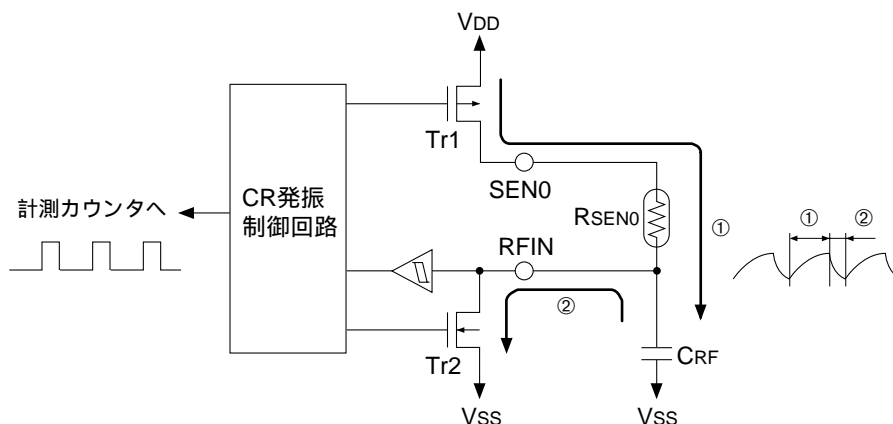 VDD
Tr1
SEN0
CR発振
制御回路
計測カウンタへ
RSEN0
①
①
②
RFIN
②
Tr2
CRF
VSS
VSS